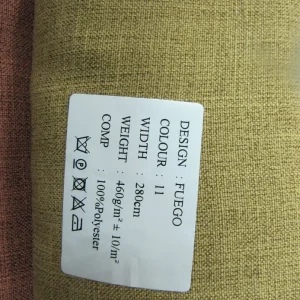 DESIGN : FUEGO
COLOUR : 11
WIDTH : 280cm
WEIGHT : 460g/m² ± 10/m²
COMP : 100%Polyester